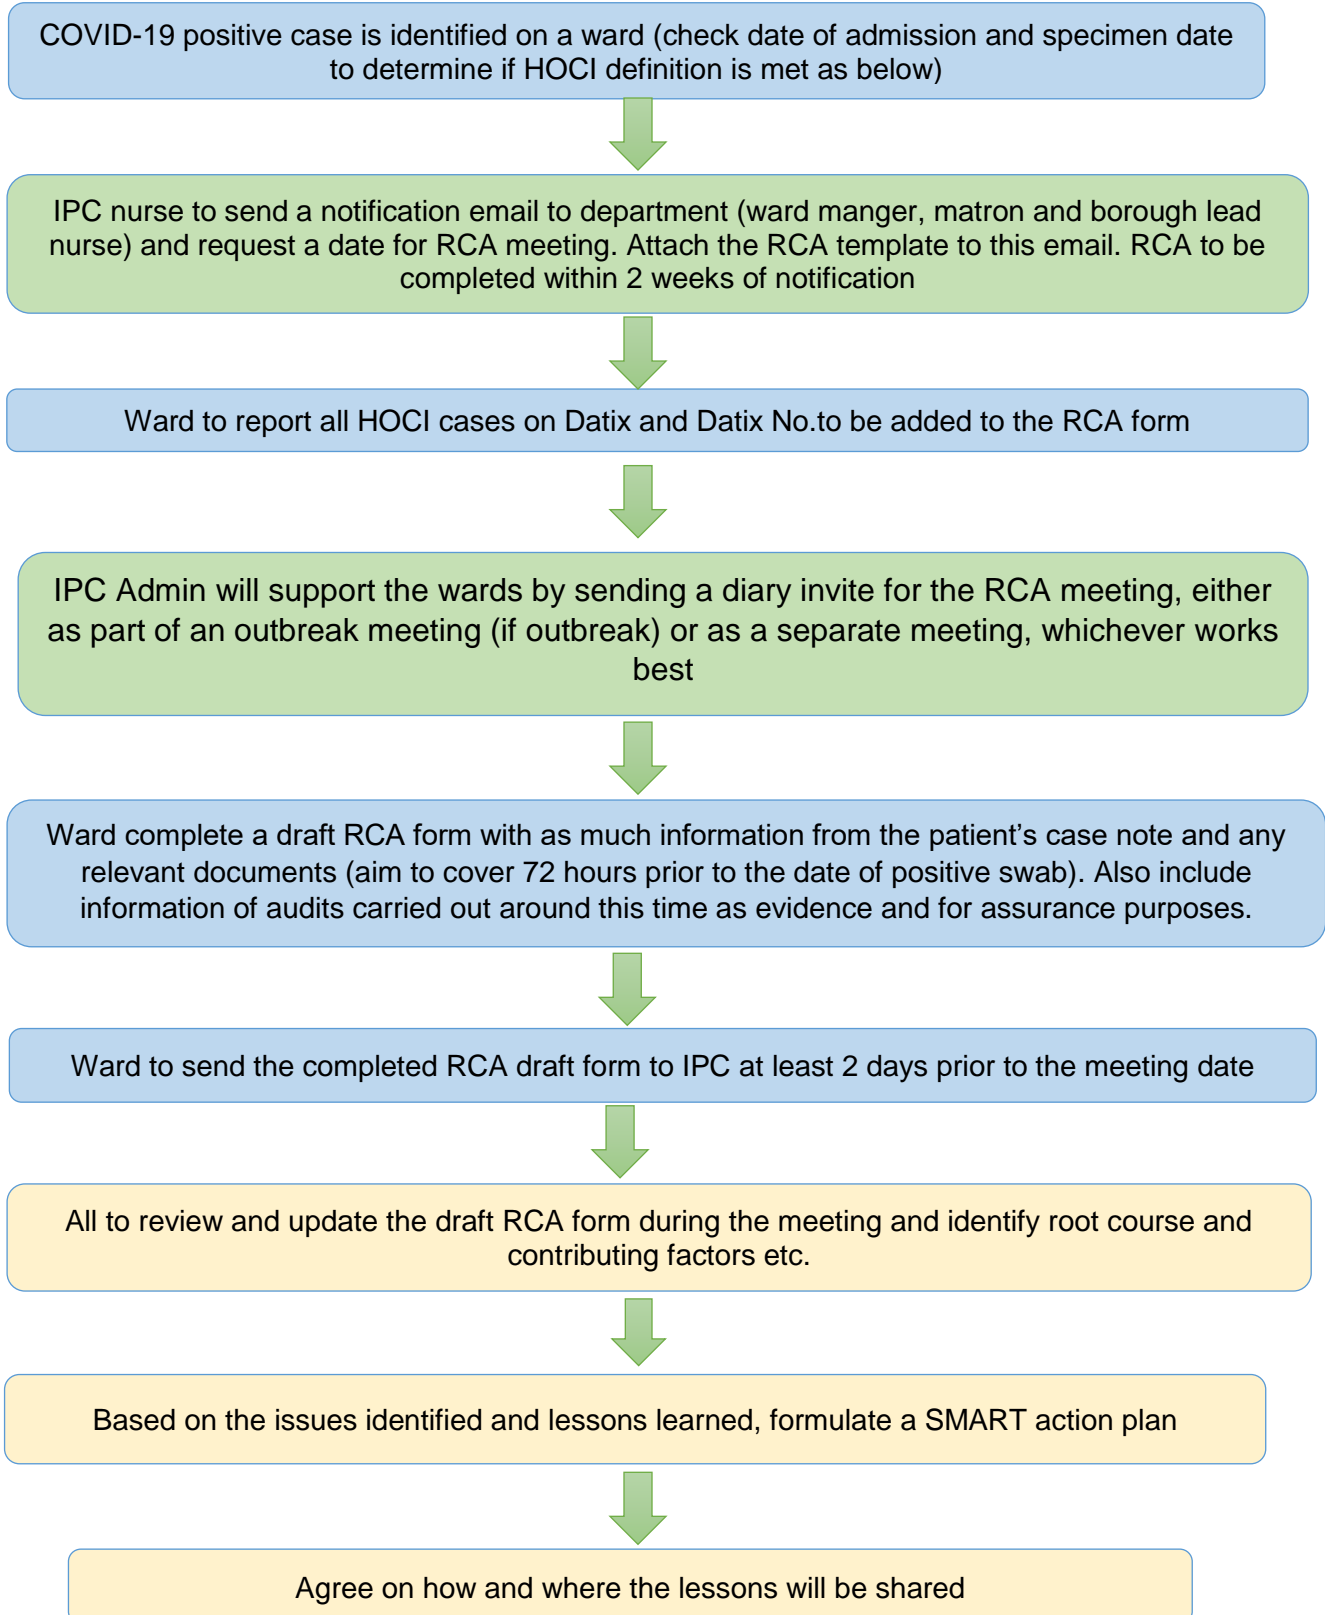 COVID-19 positive case is identified on a ward (check date of admission and specimen date
to determine if HOCI definition is met as below)
IPC nurse to send a notification email to department (ward manger, matron and borough lead
nurse) and request a date for RCA meeting. Attach the RCA template to this email. RCA to be
completed within 2 weeks of notification
Ward to report all HOCI cases on Datix and Datix No.to be added to the RCA form
IPC Admin will support the wards by sending a diary invite for the RCA meeting, either
as part of an outbreak meeting (if outbreak) or as a separate meeting, whichever works
best
Ward complete a draft RCA form with as much information from the patient’s case note and any
relevant documents (aim to cover 72 hours prior to the date of positive swab). Also include
information of audits carried out around this time as evidence and for assurance purposes.
Ward to send the completed RCA draft form to IPC at least 2 days prior to the meeting date
All to review and update the draft RCA form during the meeting and identify root course and
contributing factors etc.
Based on the issues identified and lessons learned, formulate a SMART action plan
Agree on how and where the lessons will be shared